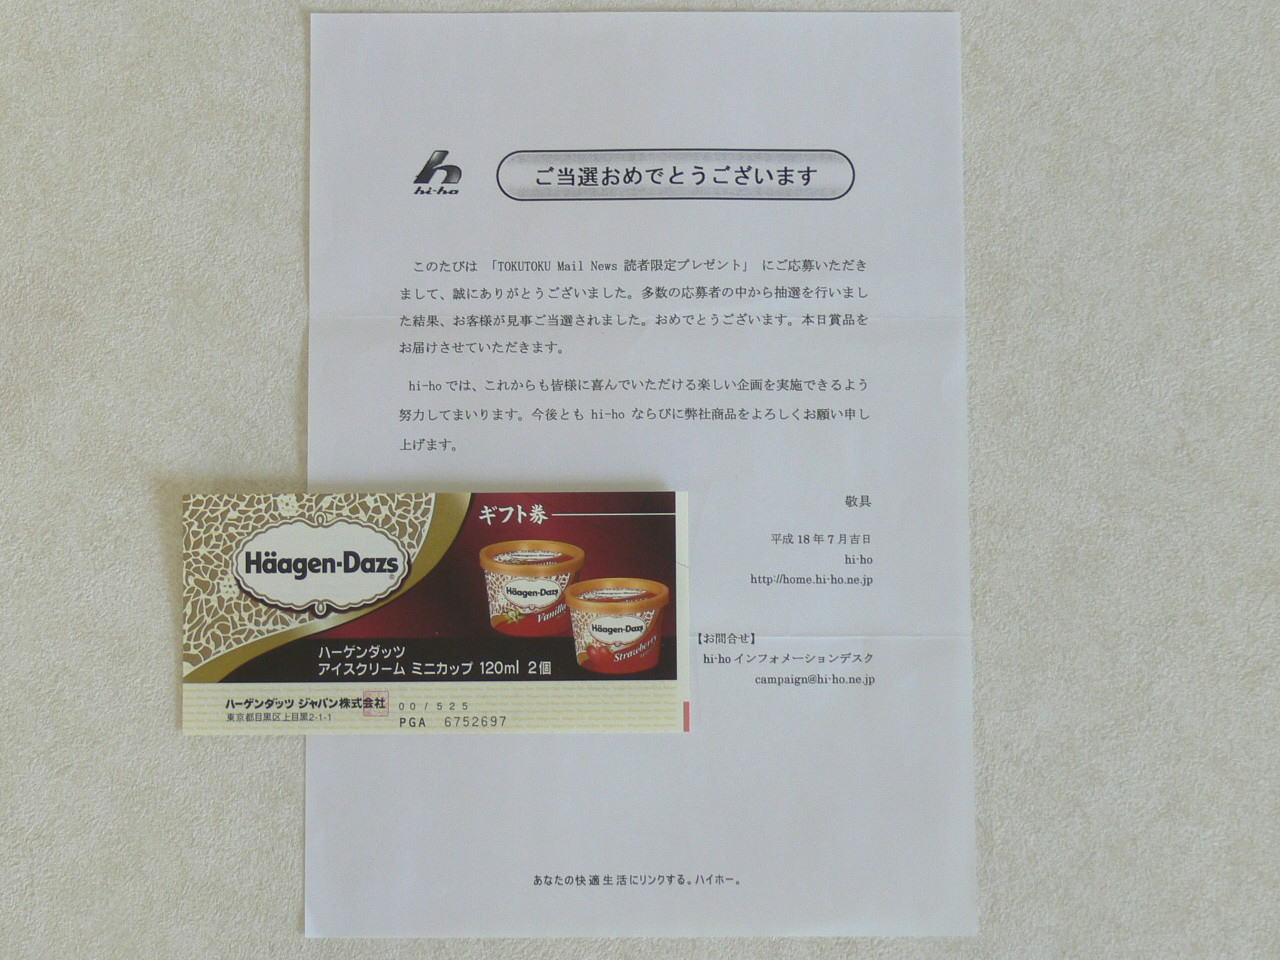 hi-ho
ご当選おめでとうございます
このたびは 「TOKUTOKU Mail News 読者限定プレゼント」 にご応募いただき
まして、誠にありがとうございました。多数の応募者の中から抽選を行いまし
た結果、お客様が見事ご当選されました。おめでとうございます。本日賞品を
お届けさせていただきます。
hi-ho では、これからも皆様に喜んでいただける楽しい企画を実施できるよう
努力してまいります。今後とも hi-ho ならびに弊社商品をよろしくお願い申し
上げます。
敬具
平成 18 年 7 月吉日
hi-ho
http://home.hi-ho.ne.jp
【お問合せ】
hi-ho インフォメーションデスク
campaign@hi-ho.ne.jp
ギフト券
Häagen-Dazs
Häagen-Dazs
Vanilla
Häagen-Dazs
Strawberry
ハーゲンダッツ
アイスクリーム ミニカップ 120ml 2個
ハーゲンダッツ ジャパン株式会社
東京都目黒区上目黒2-1-1
00 / 525
PGA 6752697
あなたの快適生活にリンクする。ハイホー。